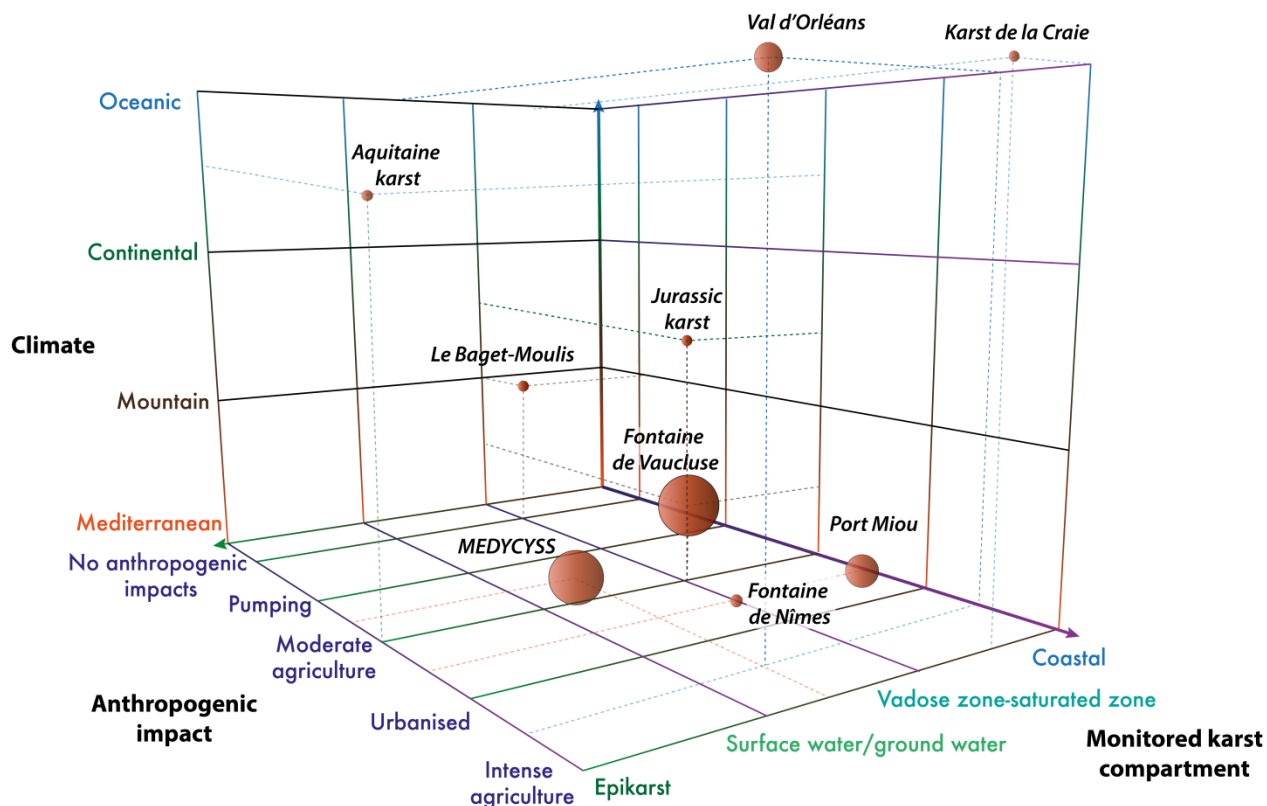 Val d’Orléans
Karst de la Craie
Oceanic
Aquitaine
karst
Continental
Jurassic
karst
Climate
Le Baget-Moulis
Mountain
Fontaine
de Vaucluse
Mediterranean
Port Miou
MEDYCYSS
No anthropogenic
impacts
Pumping
Fontaine
de Nîmes
Moderate
agriculture
Coastal
Anthropogenic
impact
Urbanised
Vadose zone-saturated zone
Surface water/ground water
Monitored karst
compartment
Intense
agriculture
Epikarst